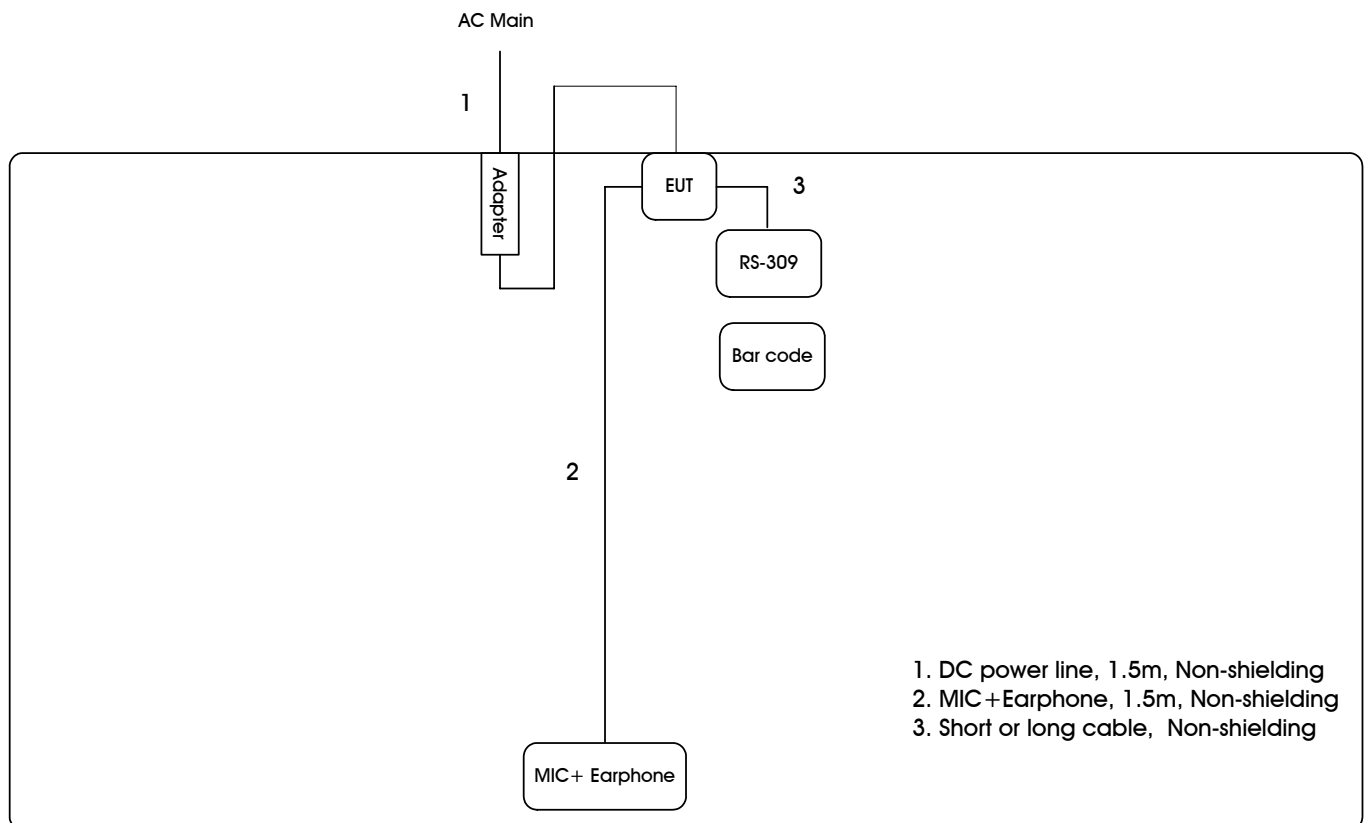 AC Main
1
Adapter
EUT
3
RS-309
Bar code
2
1. DC power line, 1.5m, Non-shielding
2. MIC+Earphone, 1.5m, Non-shielding
3. Short or long cable, Non-shielding
MIC+ Earphone